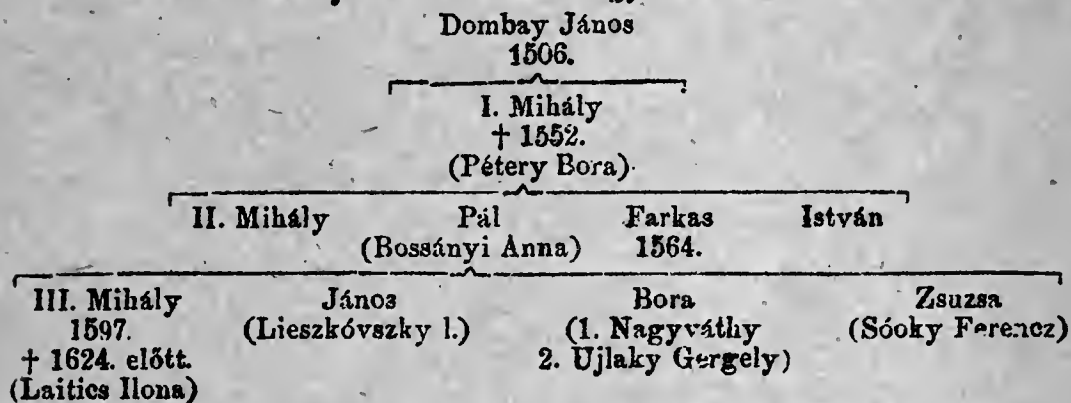 Dombay János
1506.
I. Mihály
† 1552.
(Pétery Bora)
II. Mihály Pál Farkas István
(Bossányi Anna) 1564.
III. Mihály János Bora Zsuzsa
1597. (Lieszkóvszky l.) (1. Nagyváthy (Sóoky Ferencz)
† 1624. előtt. 2. Ujlaky Gergely)
(Laitics Ilona)